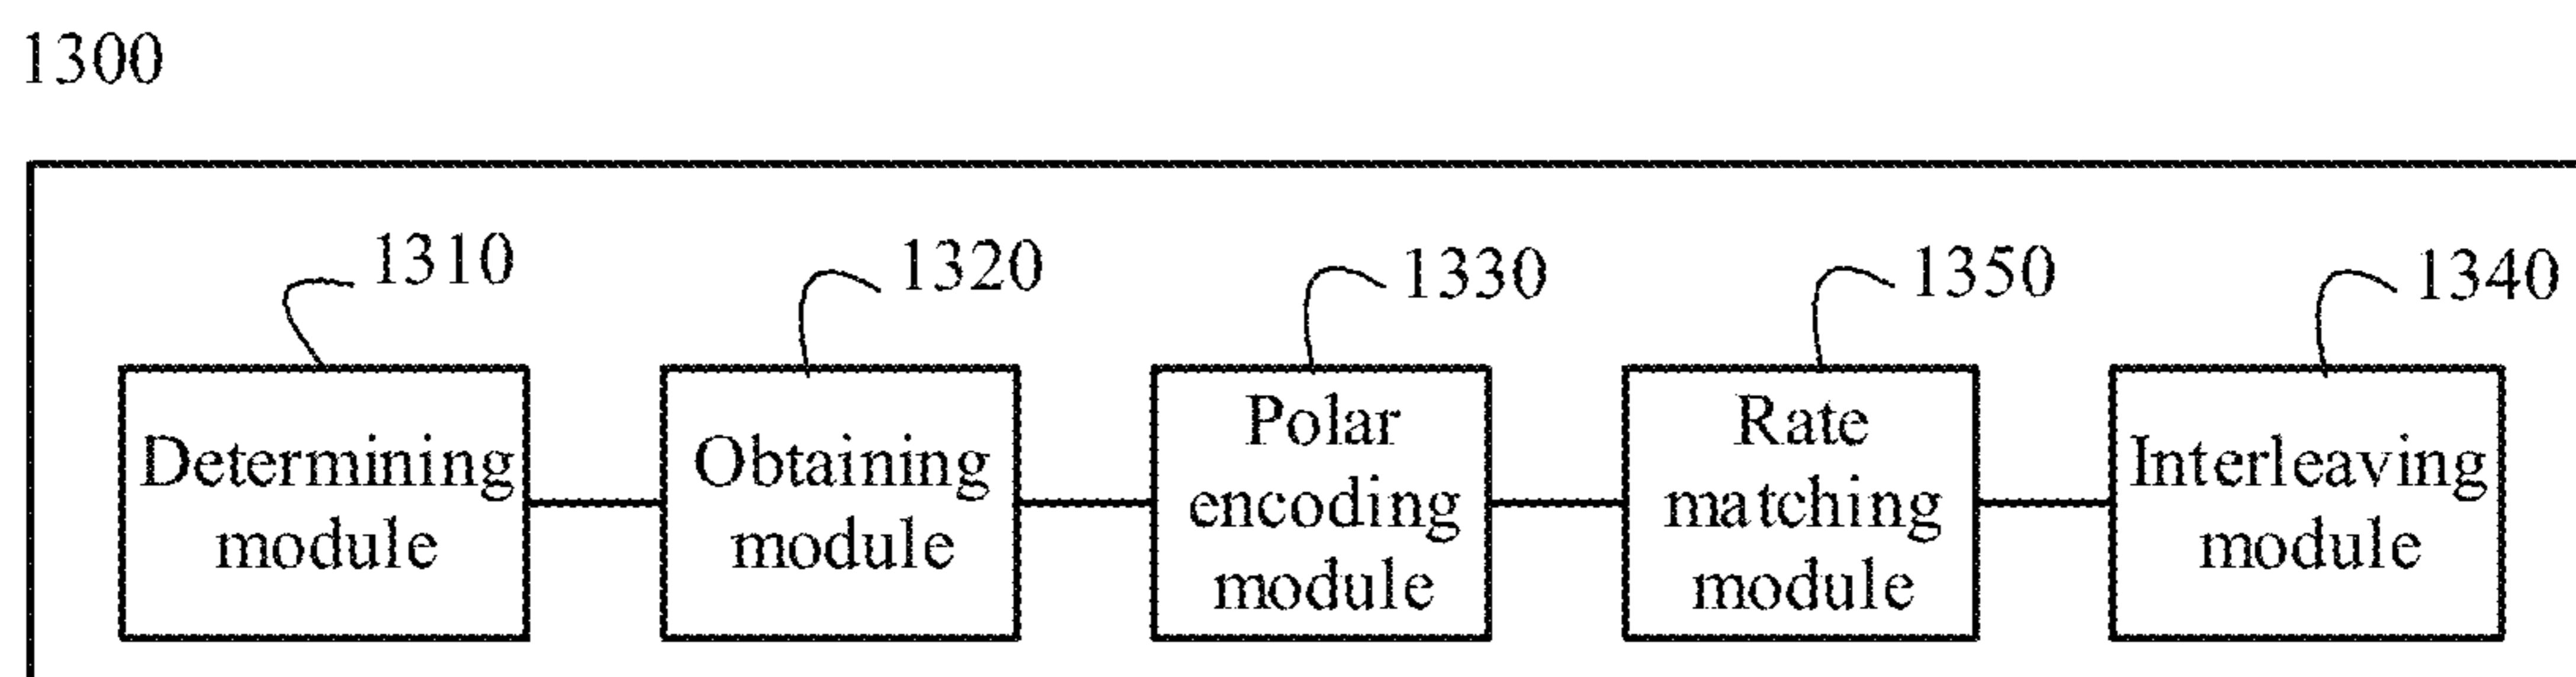 1300
1310
1320
1330
1350
1340
Determining
module
Obtaining
module
Polar
encoding
module
Rate
matching
module
Interleaving
module